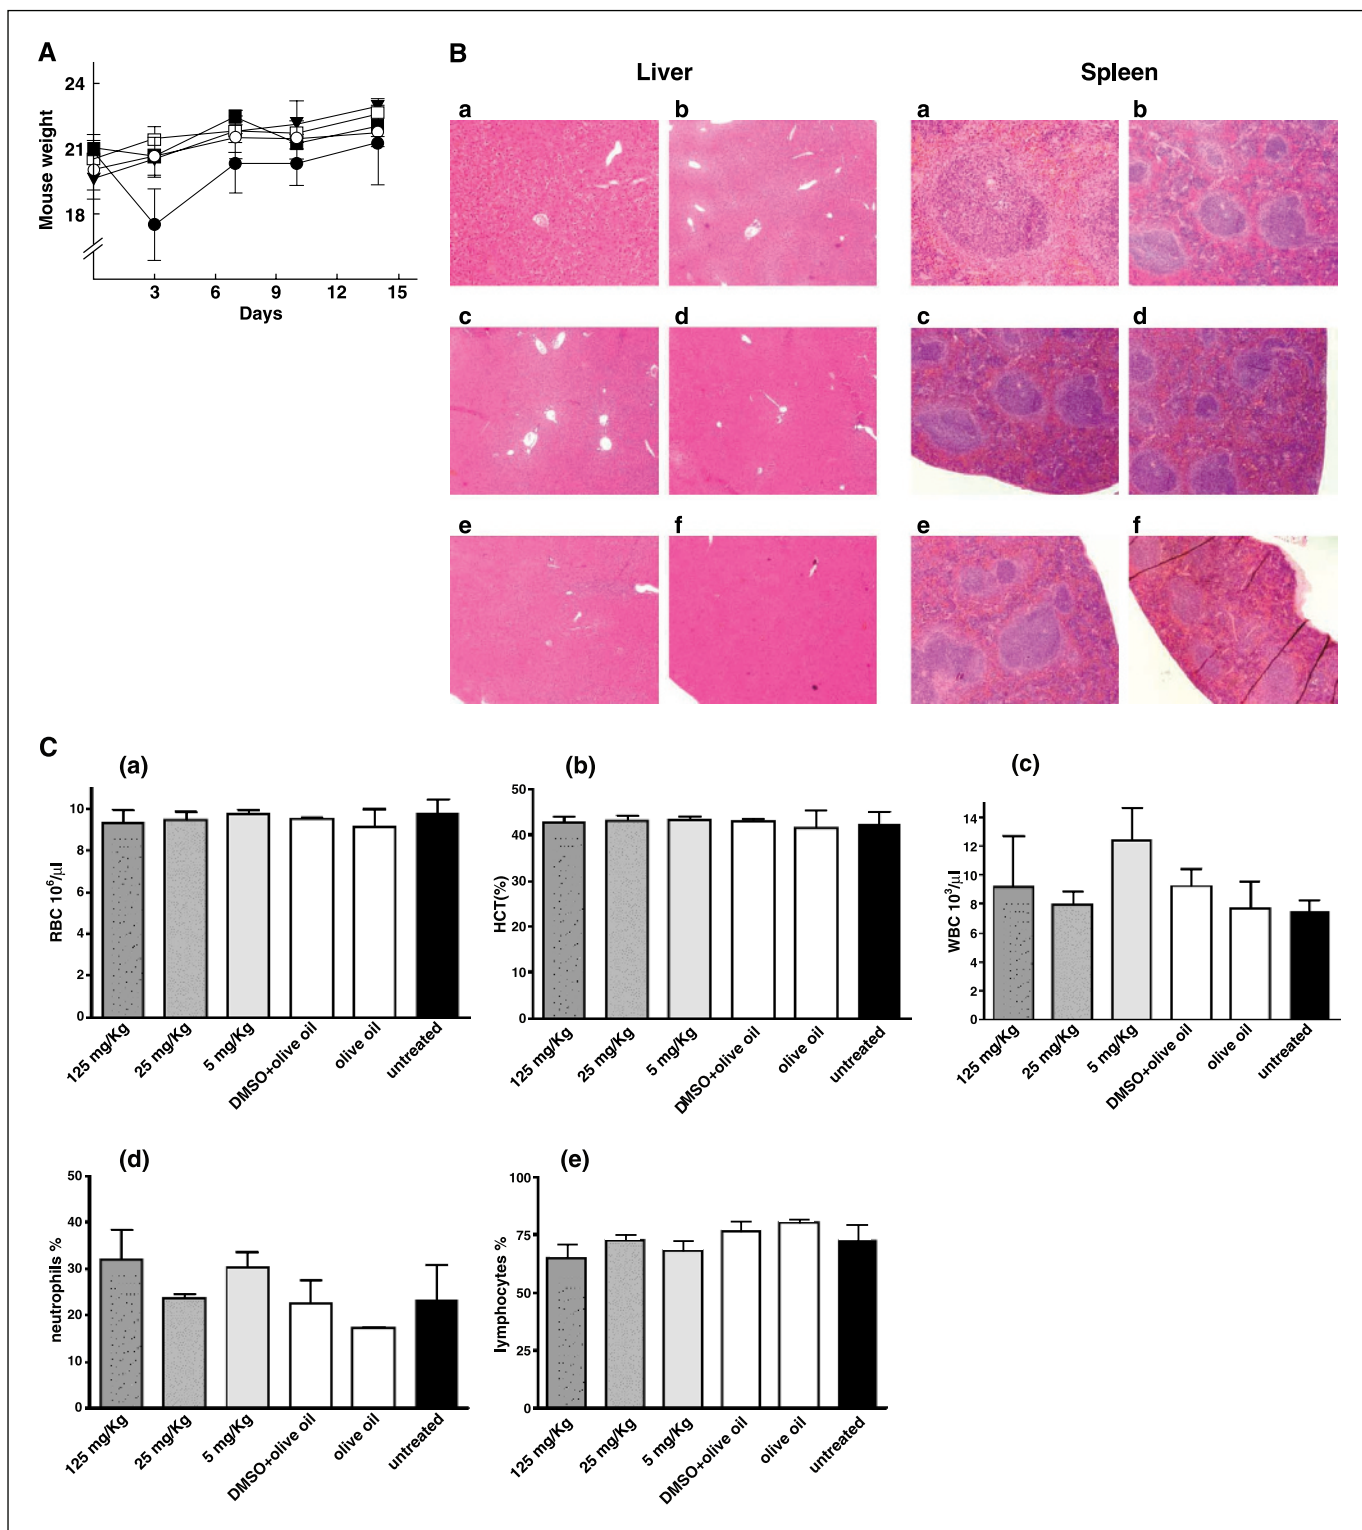 A
24
21
18
Mouse weight
3 6 9 12 15
Days
B
Liver
Spleen
a b
a b
c d
c d
e f
e f
C
(a)
10
8
6
4
2
0
RBC 10⁶/μl
125 mg/Kg
25 mg/Kg
5 mg/Kg
DMSO+olive oil
olive oil
untreated
(b)
50
40
30
20
10
0
HCT(%)
125 mg/Kg
25 mg/Kg
5 mg/Kg
DMSO+olive oil
olive oil
untreated
(c)
14
12
10
8
6
4
2
0
WBC 10³/μl
125 mg/Kg
25 mg/Kg
5 mg/Kg
DMSO+olive oil
olive oil
untreated
(d)
50
40
30
20
10
0
neutrophils %
125 mg/Kg
25 mg/Kg
5 mg/Kg
DMSO+olive oil
olive oil
untreated
(e)
100
75
50
25
0
lymphocytes %
125 mg/Kg
25 mg/Kg
5 mg/Kg
DMSO+olive oil
olive oil
untreated